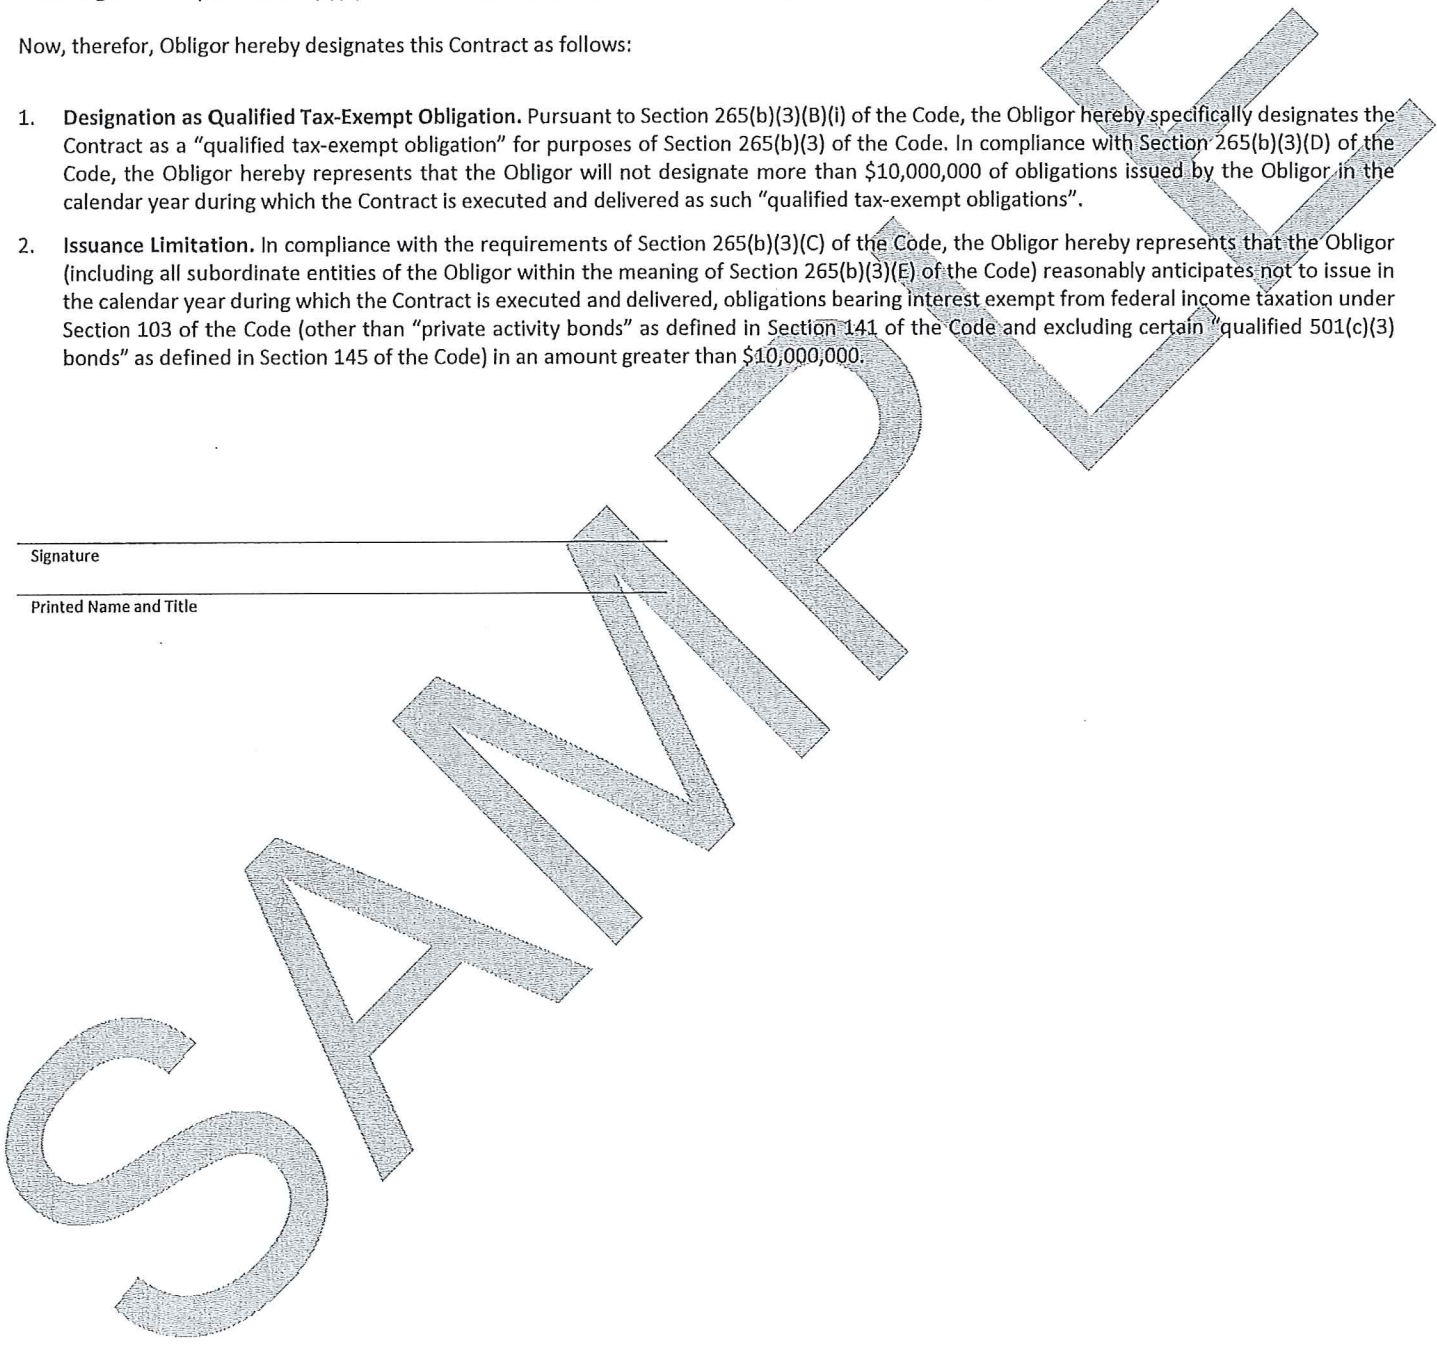 Now, therefor, Obligor hereby designates this Contract as follows:
1. Designation as Qualified Tax-Exempt Obligation. Pursuant to Section 265(b)(3)(B)(i) of the Code, the Obligor hereby specifically designates the
Contract as a “qualified tax-exempt obligation” for purposes of Section 265(b)(3) of the Code. In compliance with Section 265(b)(3)(D) of the
Code, the Obligor hereby represents that the Obligor will not designate more than $10,000,000 of obligations issued by the Obligor in the
calendar year during which the Contract is executed and delivered as such “qualified tax-exempt obligations”.
2. Issuance Limitation. In compliance with the requirements of Section 265(b)(3)(C) of the Code, the Obligor hereby represents that the Obligor
(including all subordinate entities of the Obligor within the meaning of Section 265(b)(3)(E) of the Code) reasonably anticipates not to issue in
the calendar year during which the Contract is executed and delivered, obligations bearing interest exempt from federal income taxation under
Section 103 of the Code (other than “private activity bonds” as defined in Section 141 of the Code and excluding certain “qualified 501(c)(3)
bonds” as defined in Section 145 of the Code) in an amount greater than $10,000,000.
Signature
Printed Name and Title
SAMPLE